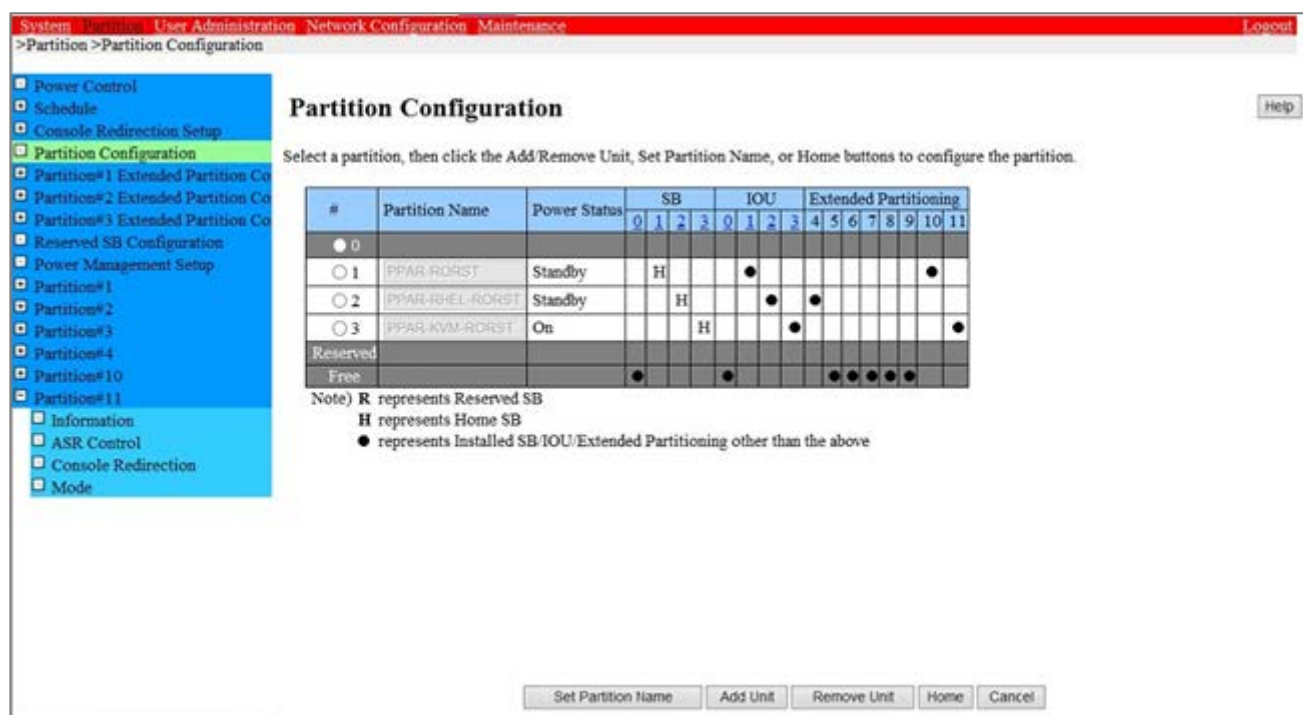 System Partition User Administration Network Configuration Maintenance Logout
>Partition >Partition Configuration
Power Control
Schedule
Console Redirection Setup
Partition Configuration
Partition#1 Extended Partition Co
Partition#2 Extended Partition Co
Partition#3 Extended Partition Co
Reserved SB Configuration
Power Management Setup
Partition#1
Partition#2
Partition#3
Partition#4
Partition#10
Partition#11
Information
ASR Control
Console Redirection
Mode
Partition Configuration
Help
Select a partition, then click the Add/Remove Unit, Set Partition Name, or Home buttons to configure the partition.
# Partition Name Power Status SB IOU Extended Partitioning
0 1 2 3 0 1 2 3 4 5 6 7 8 9 10 11
0
1 PPAR-RORST Standby H ● ●
2 PPAR-RHEL-RORST Standby H ● ●
3 PPAR-KVM-RORST On H ● ●
Reserved
Free ● ● ● ● ● ● ●
Note) R represents Reserved SB
H represents Home SB
● represents Installed SB/IOU/Extended Partitioning other than the above
Set Partition Name Add Unit Remove Unit Home Cancel